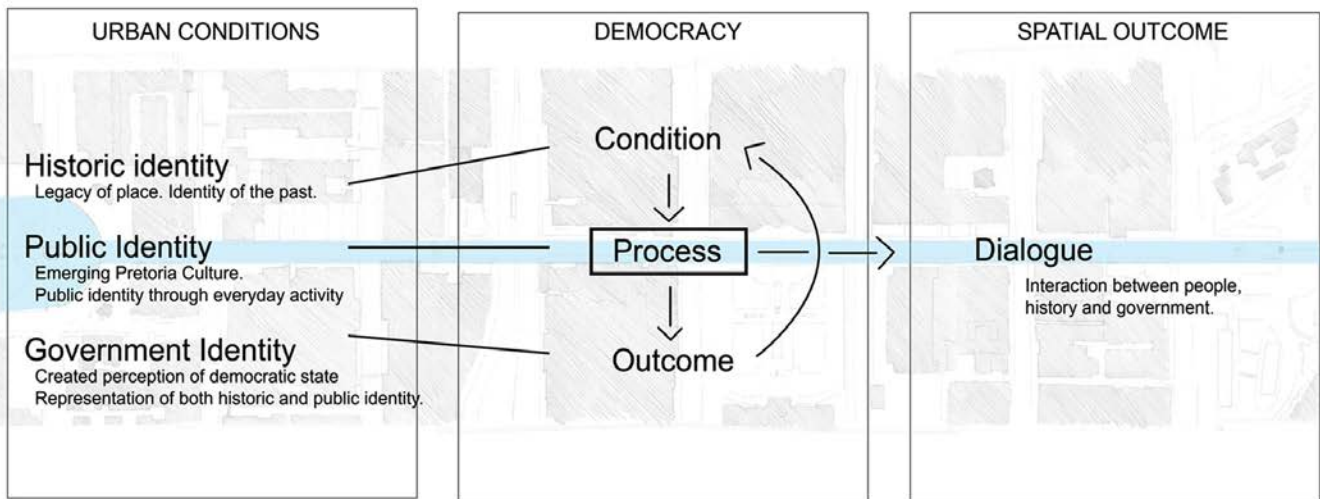 URBAN CONDITIONS
Historic identity
Legacy of place. Identity of the past.
Public Identity
Emerging Pretoria Culture.
Public identity through everyday activity
Government Identity
Created perception of democratic state
Representation of both historic and public identity.
DEMOCRACY
Condition
Process
Outcome
SPATIAL OUTCOME
Dialogue
Interaction between people,
history and government.